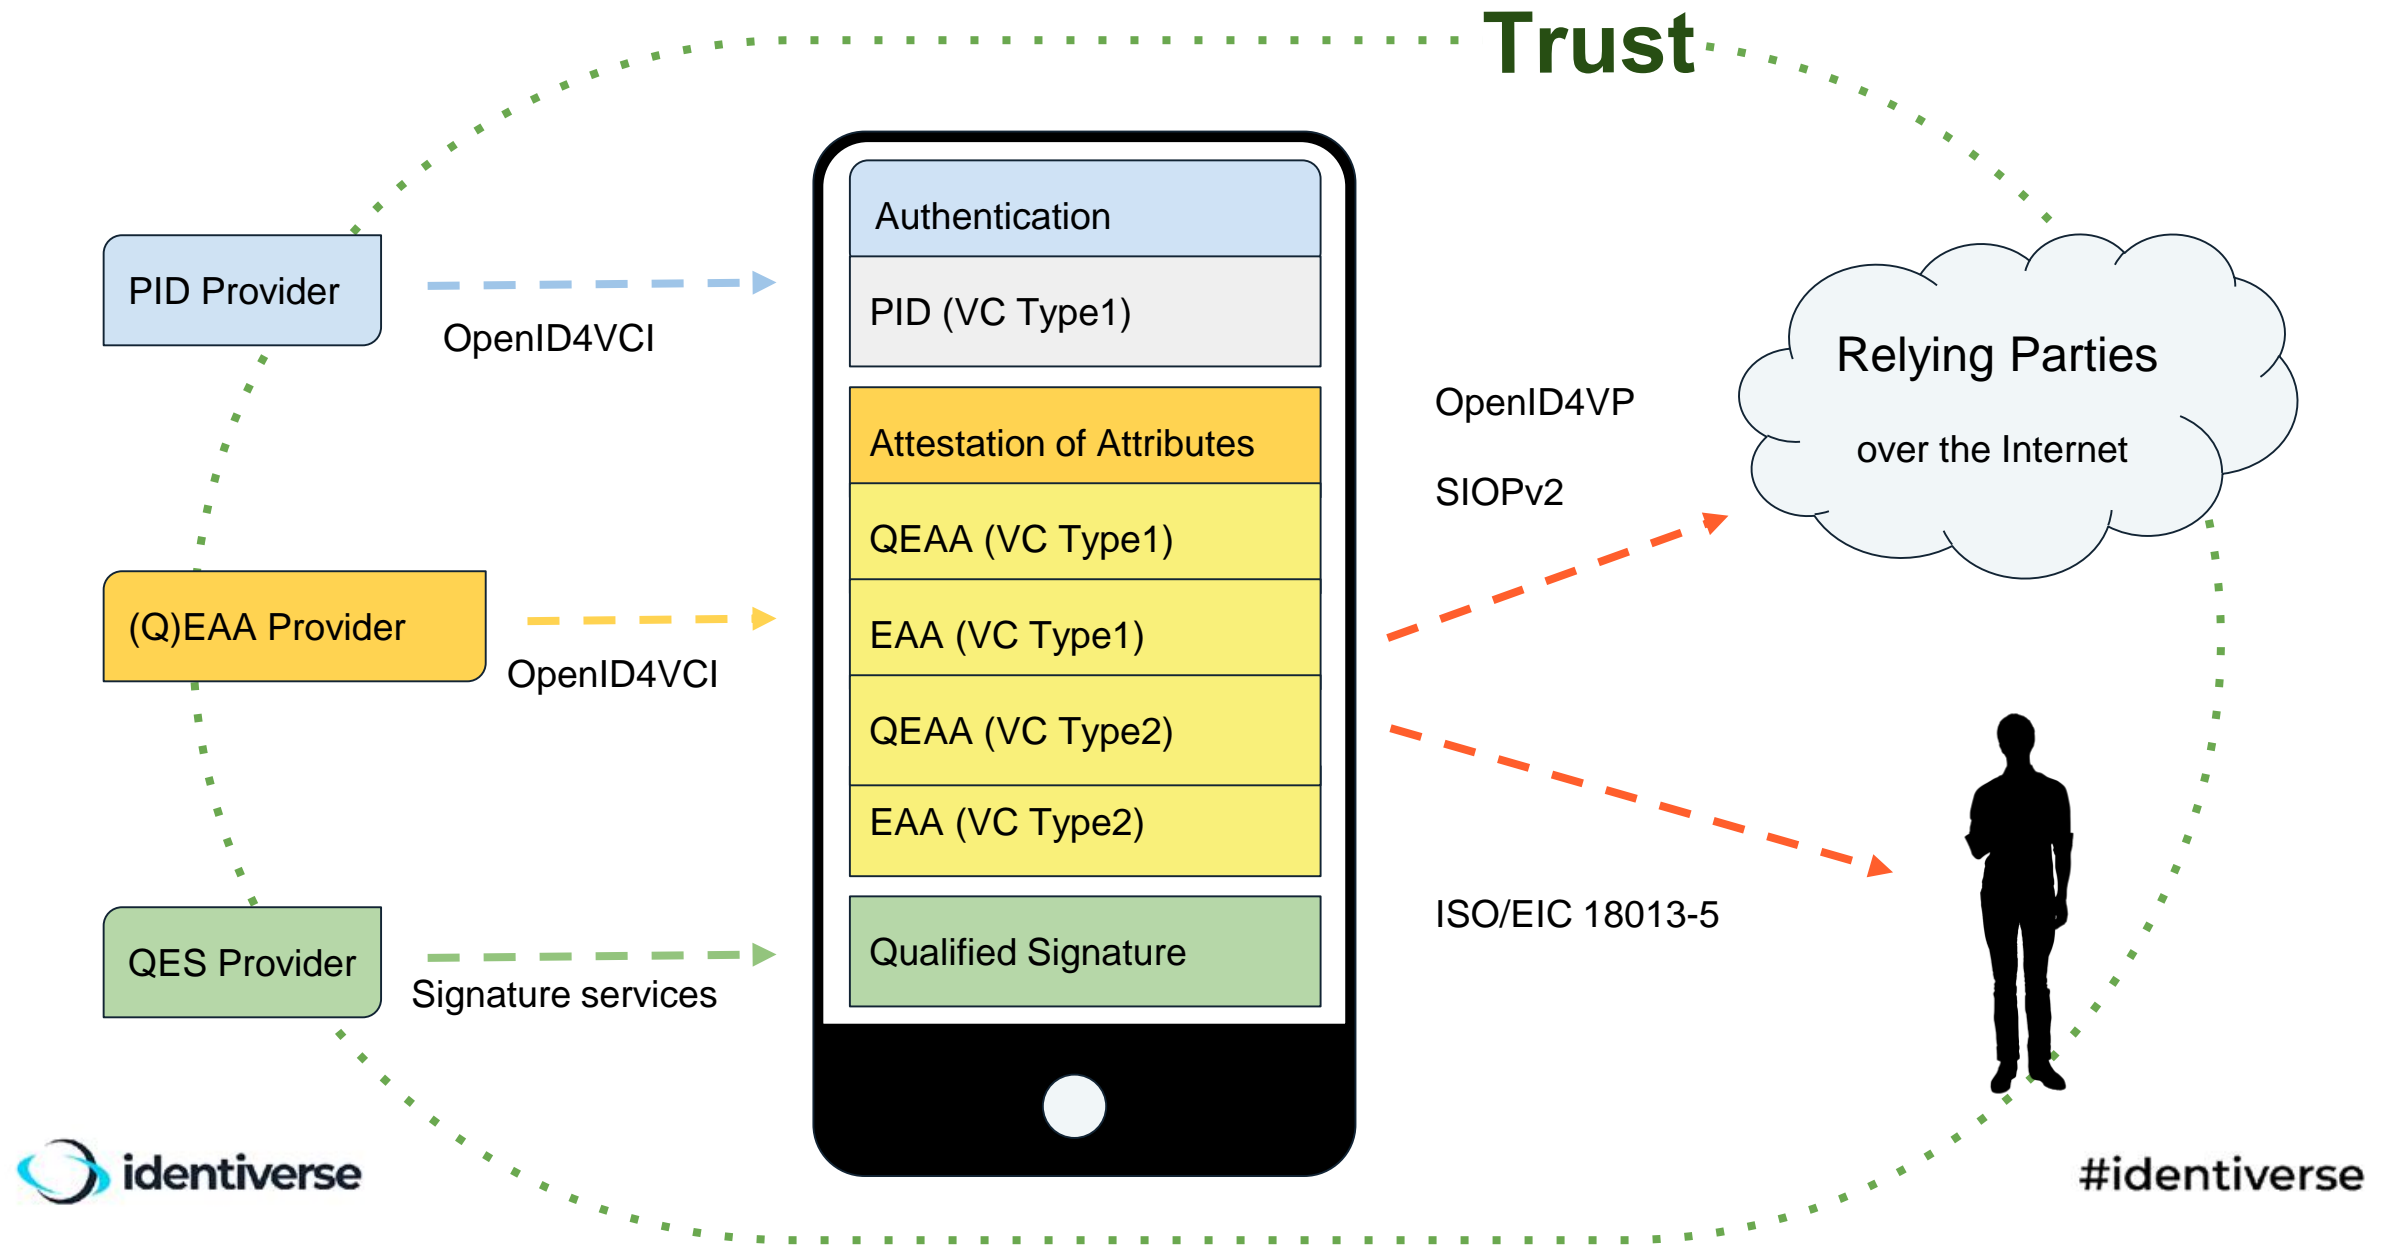 Trust
PID Provider
OpenID4VCI
(Q)EAA Provider
OpenID4VCI
QES Provider
Signature services
Authentication
PID (VC Type1)
Attestation of Attributes
QEAA (VC Type1)
EAA (VC Type1)
QEAA (VC Type2)
EAA (VC Type2)
Qualified Signature
OpenID4VP
SIOPv2
Relying Parties
over the Internet
ISO/EIC 18013-5
identiverse
#identiverse